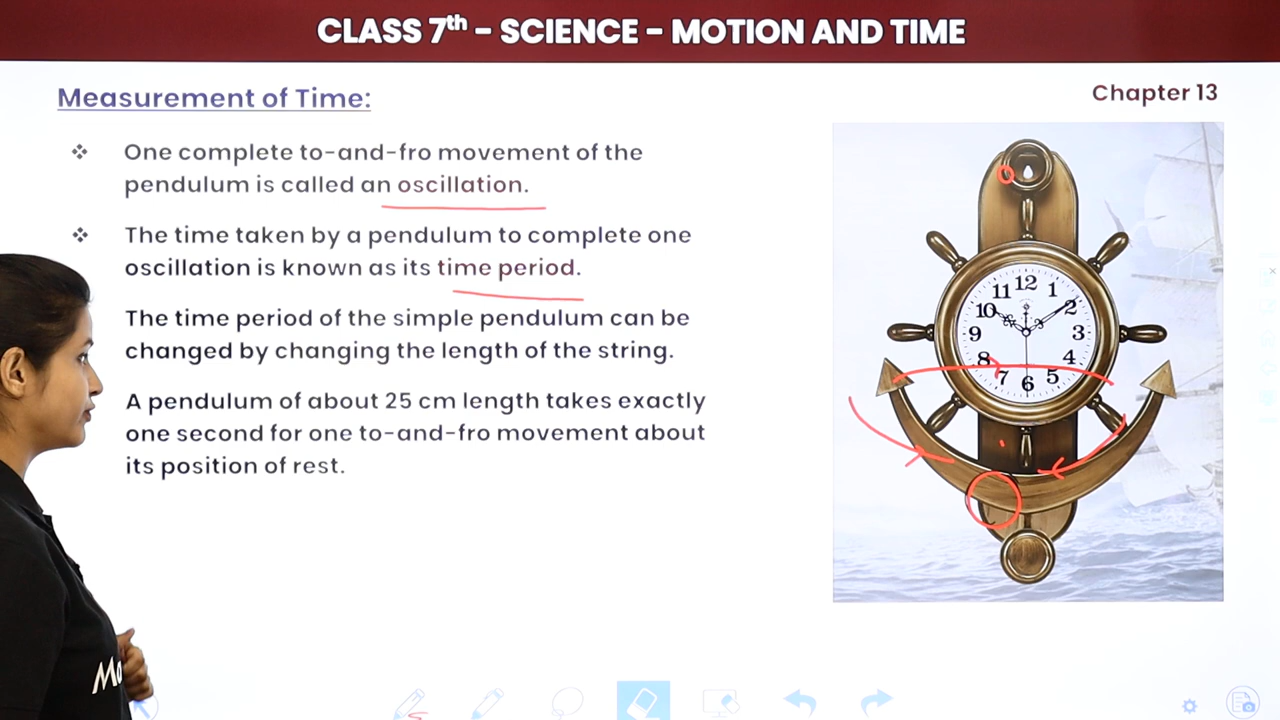 CLASS 7th - SCIENCE - MOTION AND TIME
Measurement of Time:
Chapter 13
❖ One complete to-and-fro movement of the
pendulum is called an oscillation.
❖ The time taken by a pendulum to complete one
oscillation is known as its time period.
The time period of the simple pendulum can be
changed by changing the length of the string.
A pendulum of about 25 cm length takes exactly
one second for one to-and-fro movement about
its position of rest.
12
11 1
10 2
9 3
8 4
7 5
6